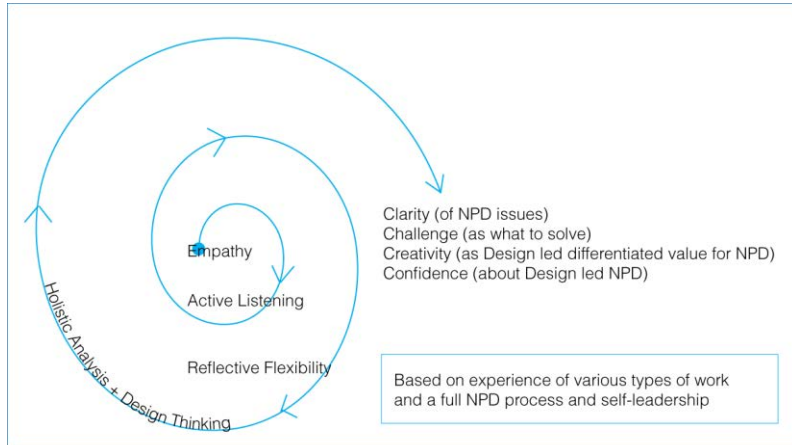 Clarity (of NPD issues)
Challenge (as what to solve)
Creativity (as Design led differentiated value for NPD)
Confidence (about Design led NPD)
Empathy
Active Listening
Reflective Flexibility
Holistic Analysis + Design Thinking
Based on experience of various types of work
and a full NPD process and self-leadership